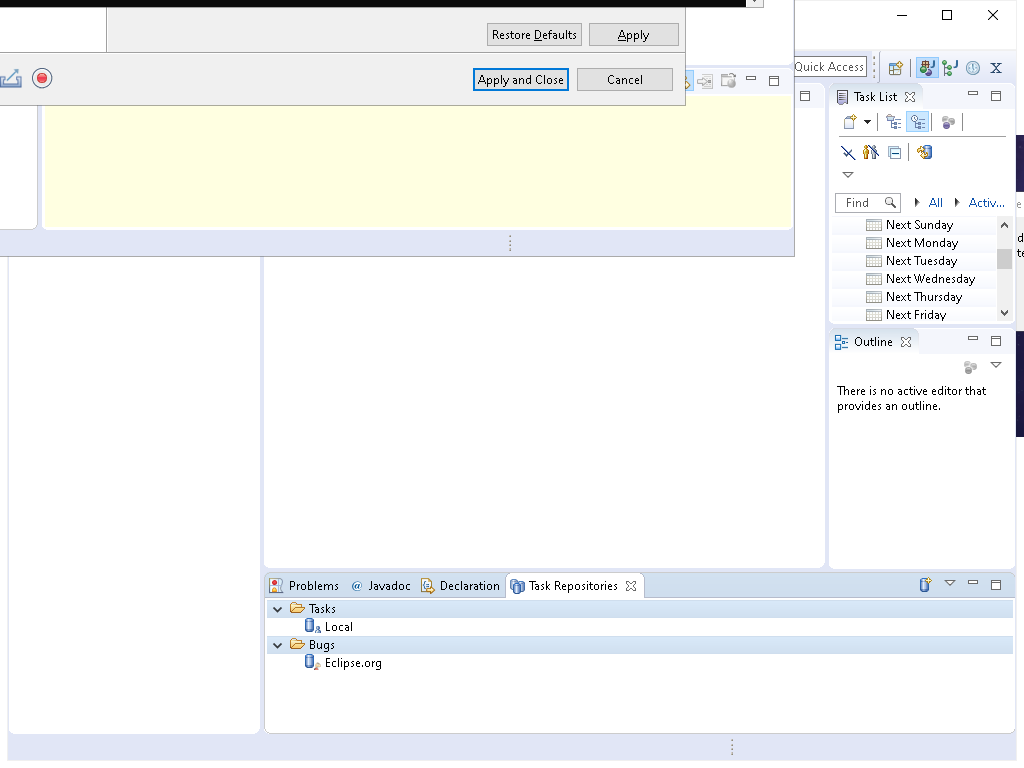 Restore Defaults
Apply
Apply and Close
Cancel
Quick Access
Task List
Find
All
Activ...
Next Sunday
Next Monday
Next Tuesday
Next Wednesday
Next Thursday
Next Friday
Outline
There is no active editor that
provides an outline.
Problems
@ Javadoc
Declaration
Task Repositories
Tasks
Local
Bugs
Eclipse.org